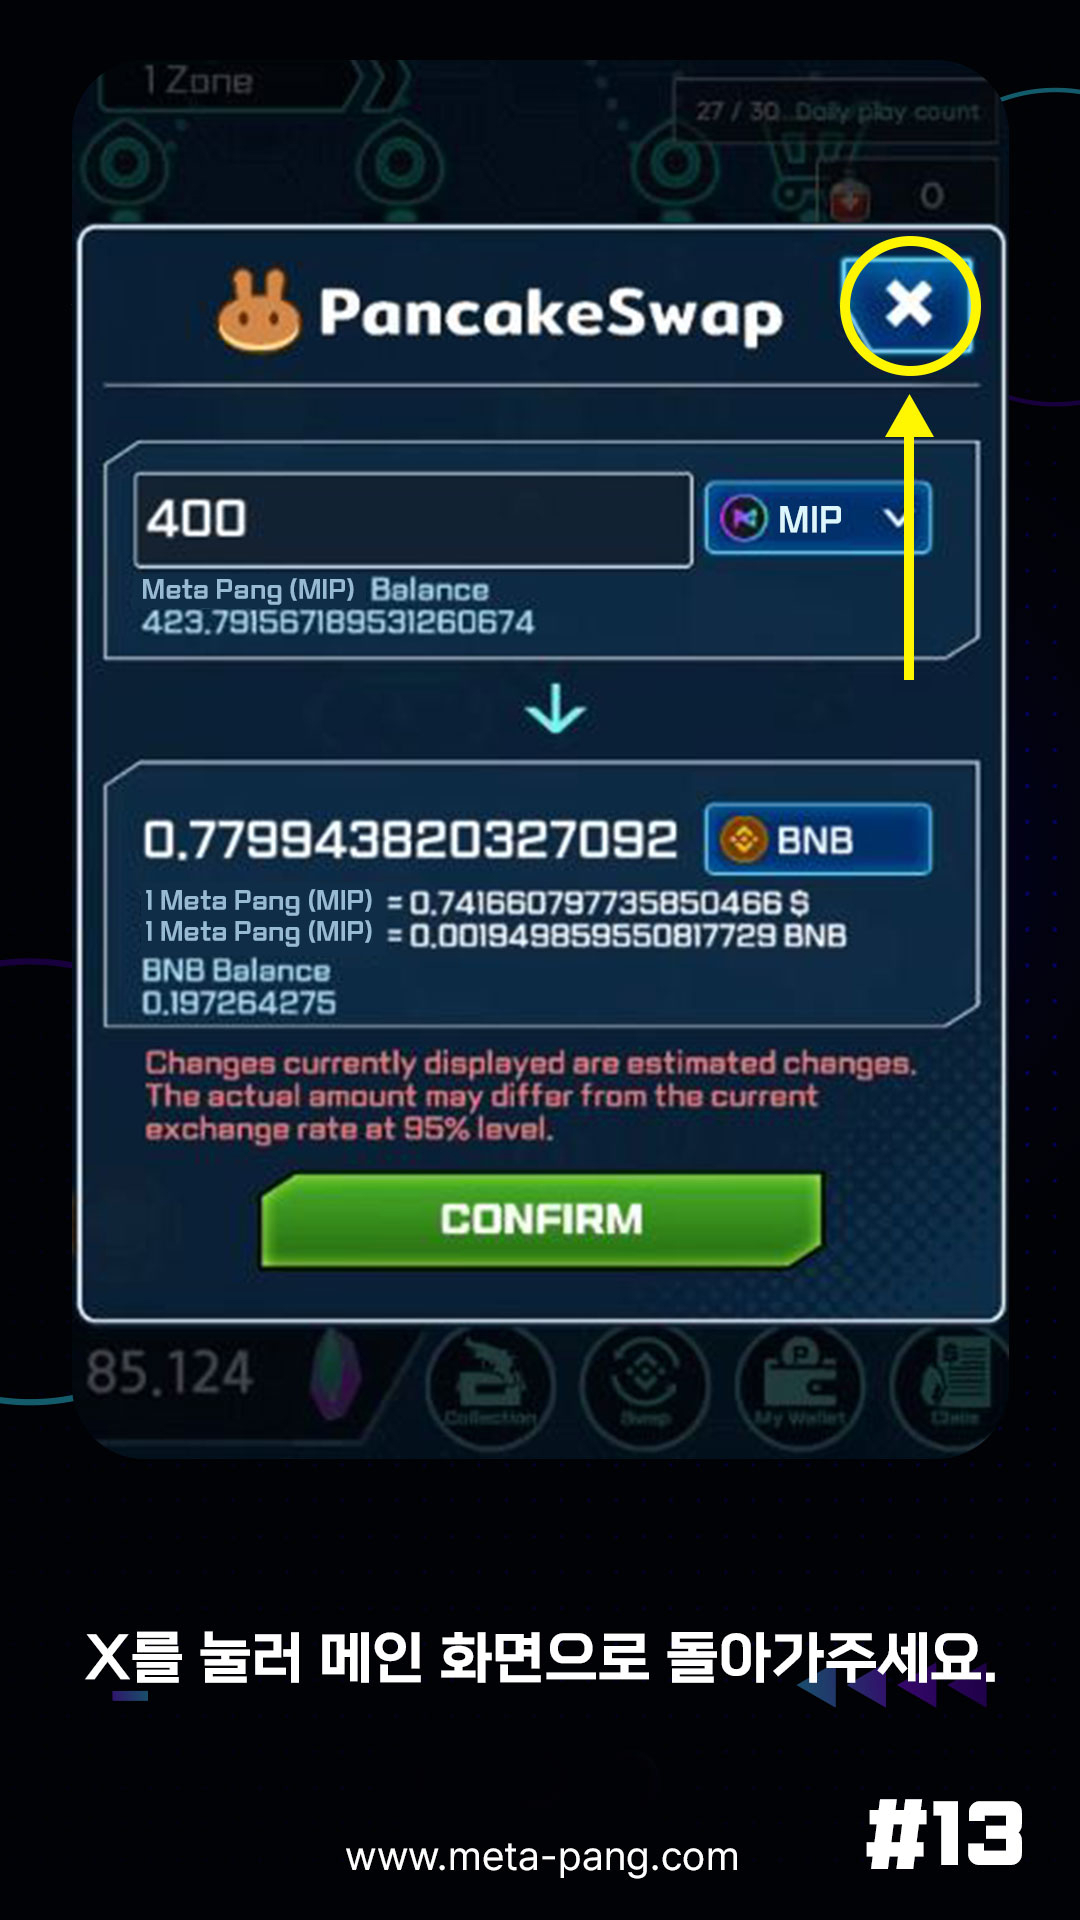 1 Zone
27 / 30 Daily play count
0
PancakeSwap
400
MIP
Meta Pang (MIP) Balance
423.791567189531260674
0.779943820327092
BNB
1 Meta Pang (MIP) = 0.741660797735850466 $
1 Meta Pang (MIP) = 0.001949859550817729 BNB
BNB Balance
0.197264275
Changes currently displayed are estimated changes.
The actual amount may differ from the current
exchange rate at 95% level.
CONFIRM
85.124
Collection
Swap
My Wallet
X를 눌러 메인 화면으로 돌아가주세요.
#13
www.meta-pang.com